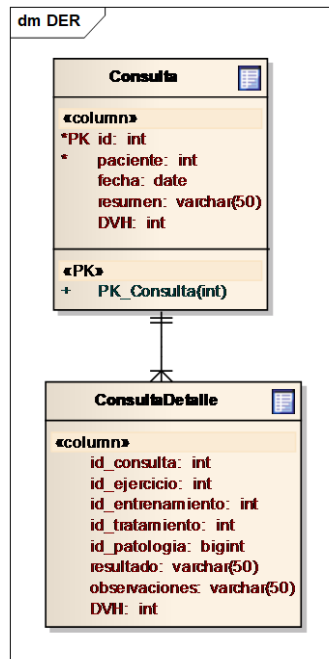 dm DER
Consulta
«column»
*PK id: int
* paciente: int
fecha: date
resumen: varchar(50)
DVH: int
«PK»
+ PK_Consulta(int)
ConsultaDetalle
«column»
id_consulta: int
id_ejercicio: int
id_entrenamiento: int
id_tratamiento: int
id_patologia: bigint
resultado: varchar(50)
observaciones: varchar(50)
DVH: int